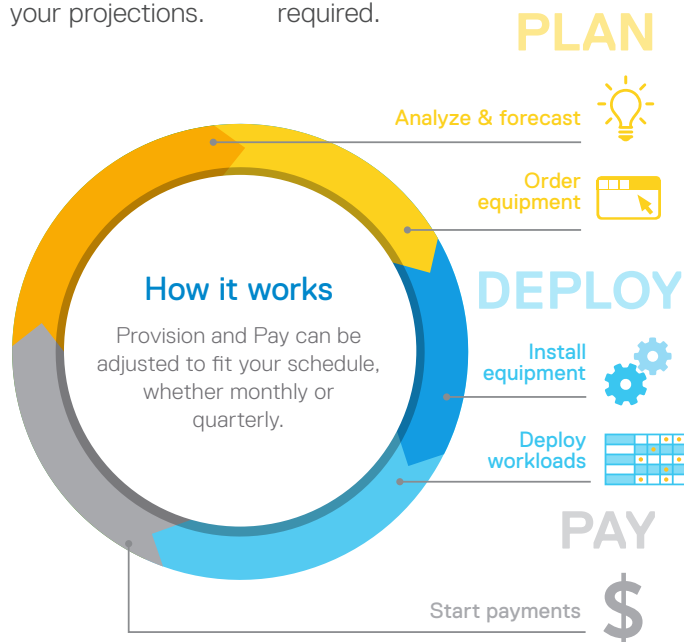 your projections.
required.
PLAN
Analyze & forecast
Order
equipment
How it works
Provision and Pay can be
adjusted to fit your schedule,
whether monthly or
quarterly.
DEPLOY
Install
equipment
Deploy
workloads
PAY
Start payments
$